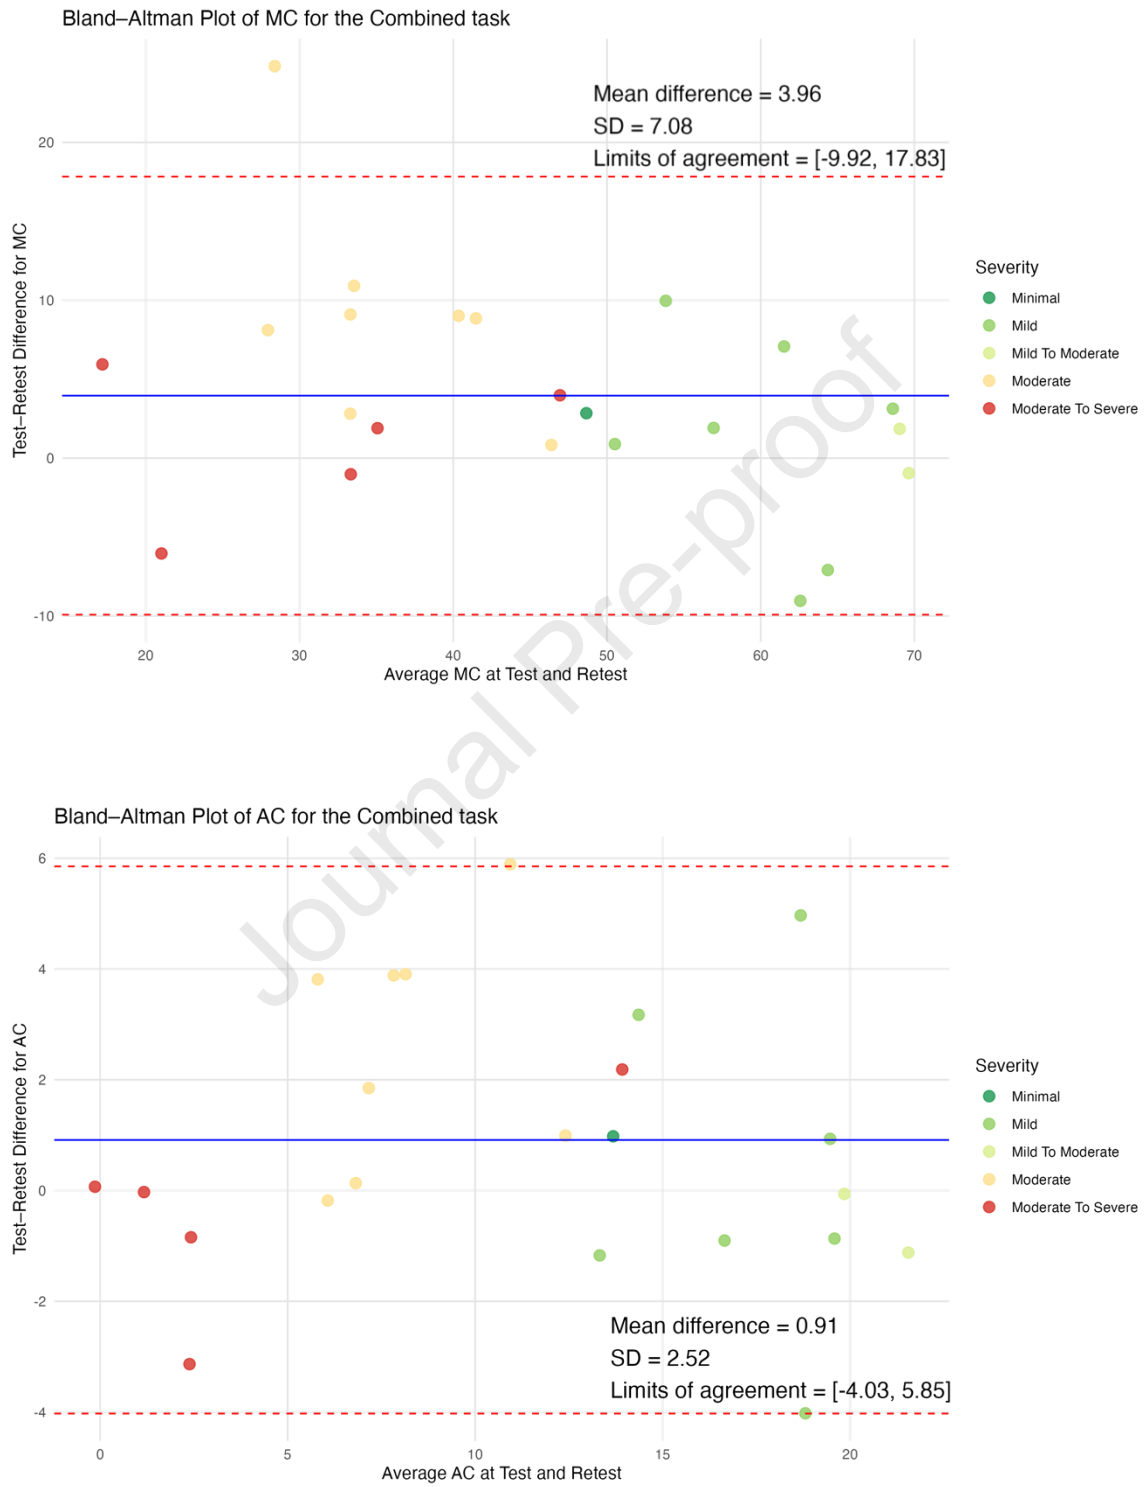 Bland–Altman Plot of MC for the Combined task
Mean difference = 3.96
SD = 7.08
Limits of agreement = [-9.92, 17.83]
20
10
0
-10
Test–Retest Difference for MC
20 30 40 50 60 70
Average MC at Test and Retest
Severity
Minimal
Mild
Mild To Moderate
Moderate
Moderate To Severe
Journal Pre-proof
Bland–Altman Plot of AC for the Combined task
6
4
2
0
-2
-4
Test–Retest Difference for AC
Mean difference = 0.91
SD = 2.52
Limits of agreement = [-4.03, 5.85]
0 5 10 15 20
Average AC at Test and Retest
Severity
Minimal
Mild
Mild To Moderate
Moderate
Moderate To Severe